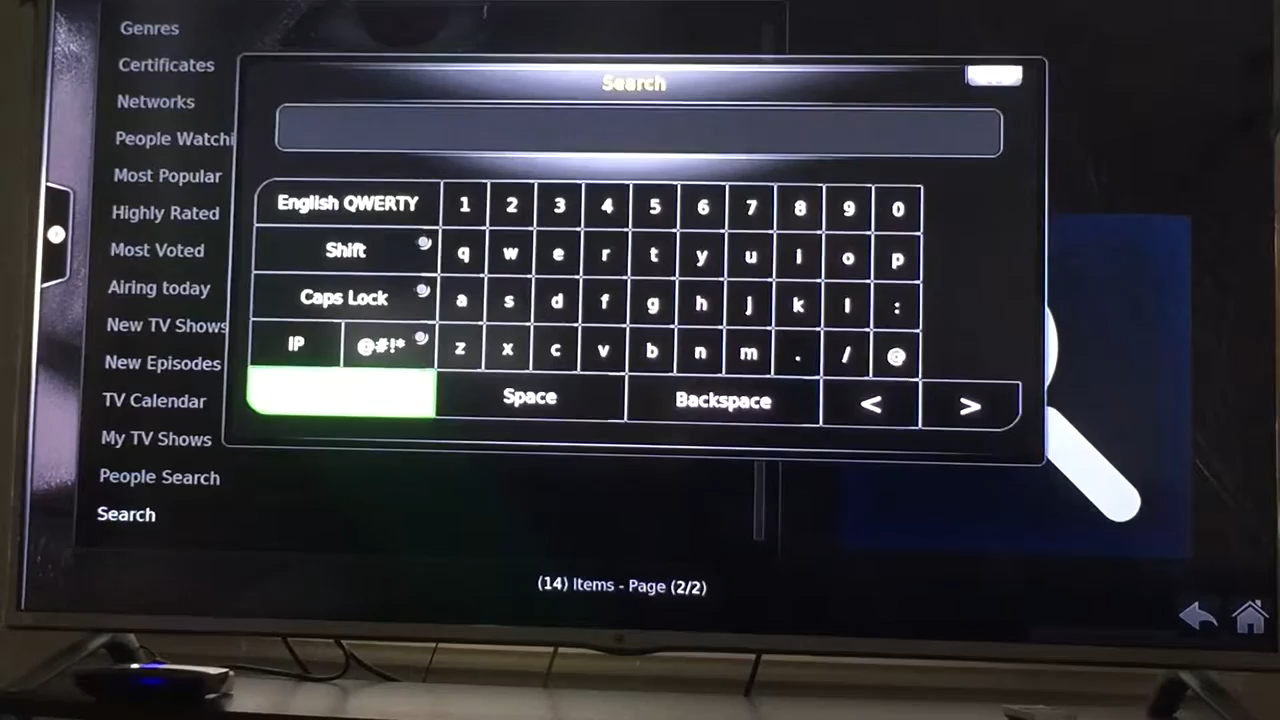 Genres
Certificates
Networks
People Watchi
Most Popular
Highly Rated
Most Voted
Airing today
New TV Shows
New Episodes
TV Calendar
My TV Shows
People Search
Search
Search
English QWERTY 1 2 3 4 5 6 7 8 9 0
Shift q w e r t y u i o p
Caps Lock a s d f g h j k l :
IP @#!* z x c v b n m . / @
Space Backspace < >
(14) Items - Page (2/2)